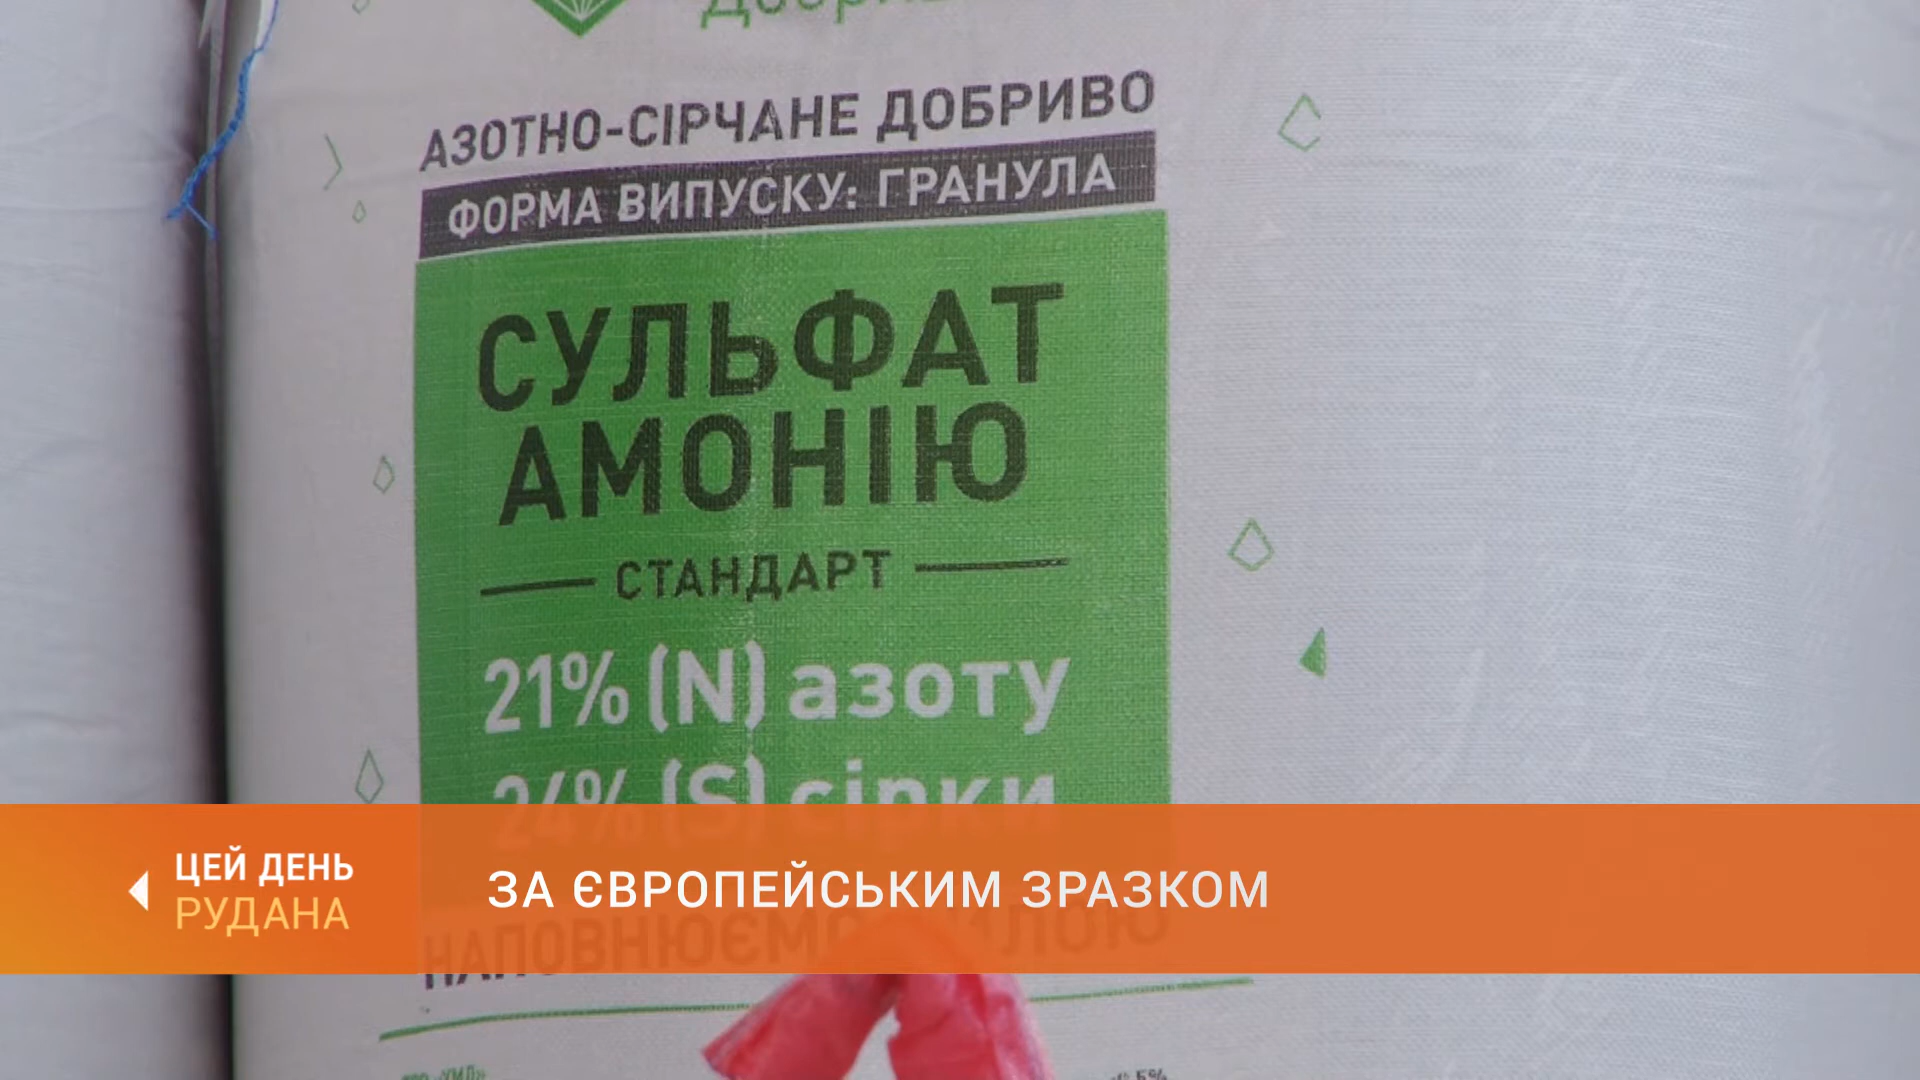 АЗОТНО-СІРЧАНЕ ДОБРИВО
ФОРМА ВИПУСКУ: ГРАНУЛА
СУЛЬФАТ
АМОНІЮ
СТАНДАРТ
21% (N) азоту
24% (S) сірки
НАПОВНЮЄМО
ЦЕЙ ДЕНЬ
РУДАНА
ЗА ЄВРОПЕЙСЬКИМ ЗРАЗКОМ